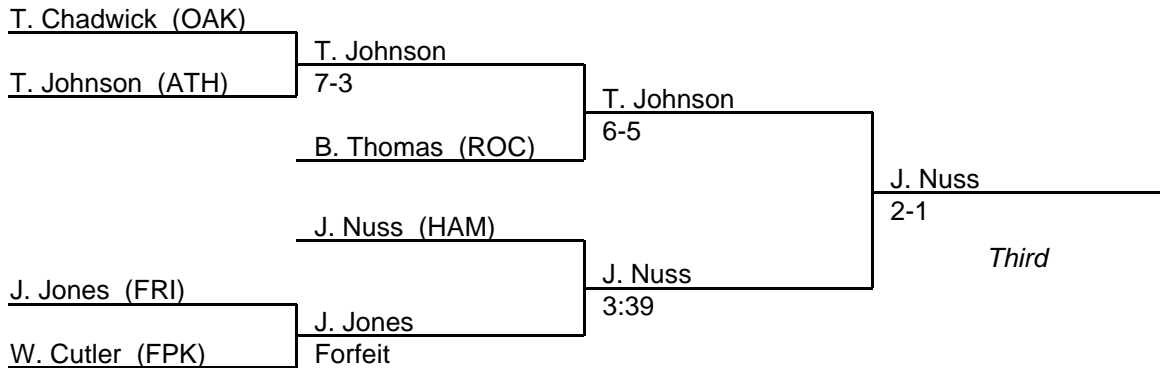 T. Chadwick (OAK)
T. Johnson
T. Johnson (ATH)
7-3
T. Johnson
6-5
B. Thomas (ROC)
J. Nuss
2-1
J. Nuss (HAM)
Third
J. Nuss
J. Jones (FRI)
3:39
J. Jones
W. Cutler (FPK)
Forfeit